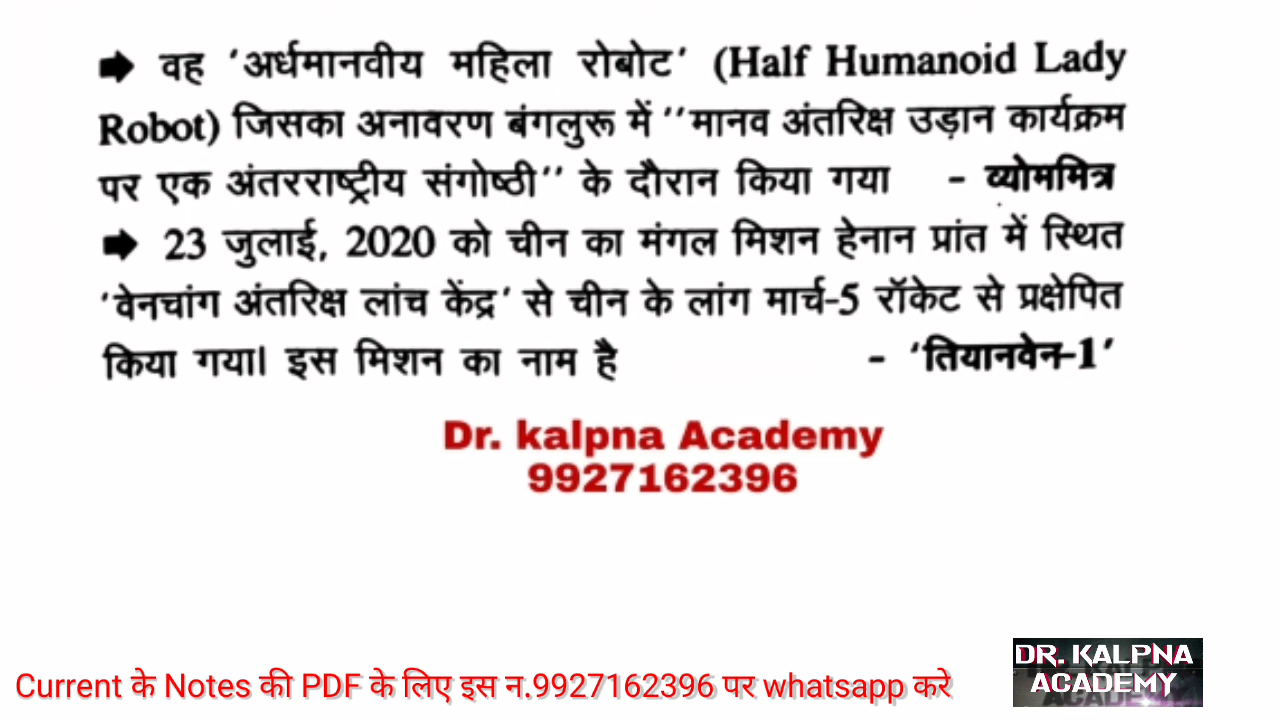 ➡ वह 'अर्धमानवीय महिला रोबोट' (Half Humanoid Lady
Robot) जिसका अनावरण बंगलुरू में ''मानव अंतरिक्ष उड़ान कार्यक्रम
पर एक अंतरराष्ट्रीय संगोष्ठी'' के दौरान किया गया - व्योममित्र
➡ 23 जुलाई, 2020 को चीन का मंगल मिशन हेनान प्रांत में स्थित
'वेनचांग अंतरिक्ष लांच केंद्र' से चीन के लांग मार्च-5 रॉकेट से प्रक्षेपित
किया गया। इस मिशन का नाम है - 'तियानवेन-1'
Dr. kalpna Academy
9927162396
Current के Notes की PDF के लिए इस न.9927162396 पर whatsapp करे
DR. KALPNA
ACADEMY